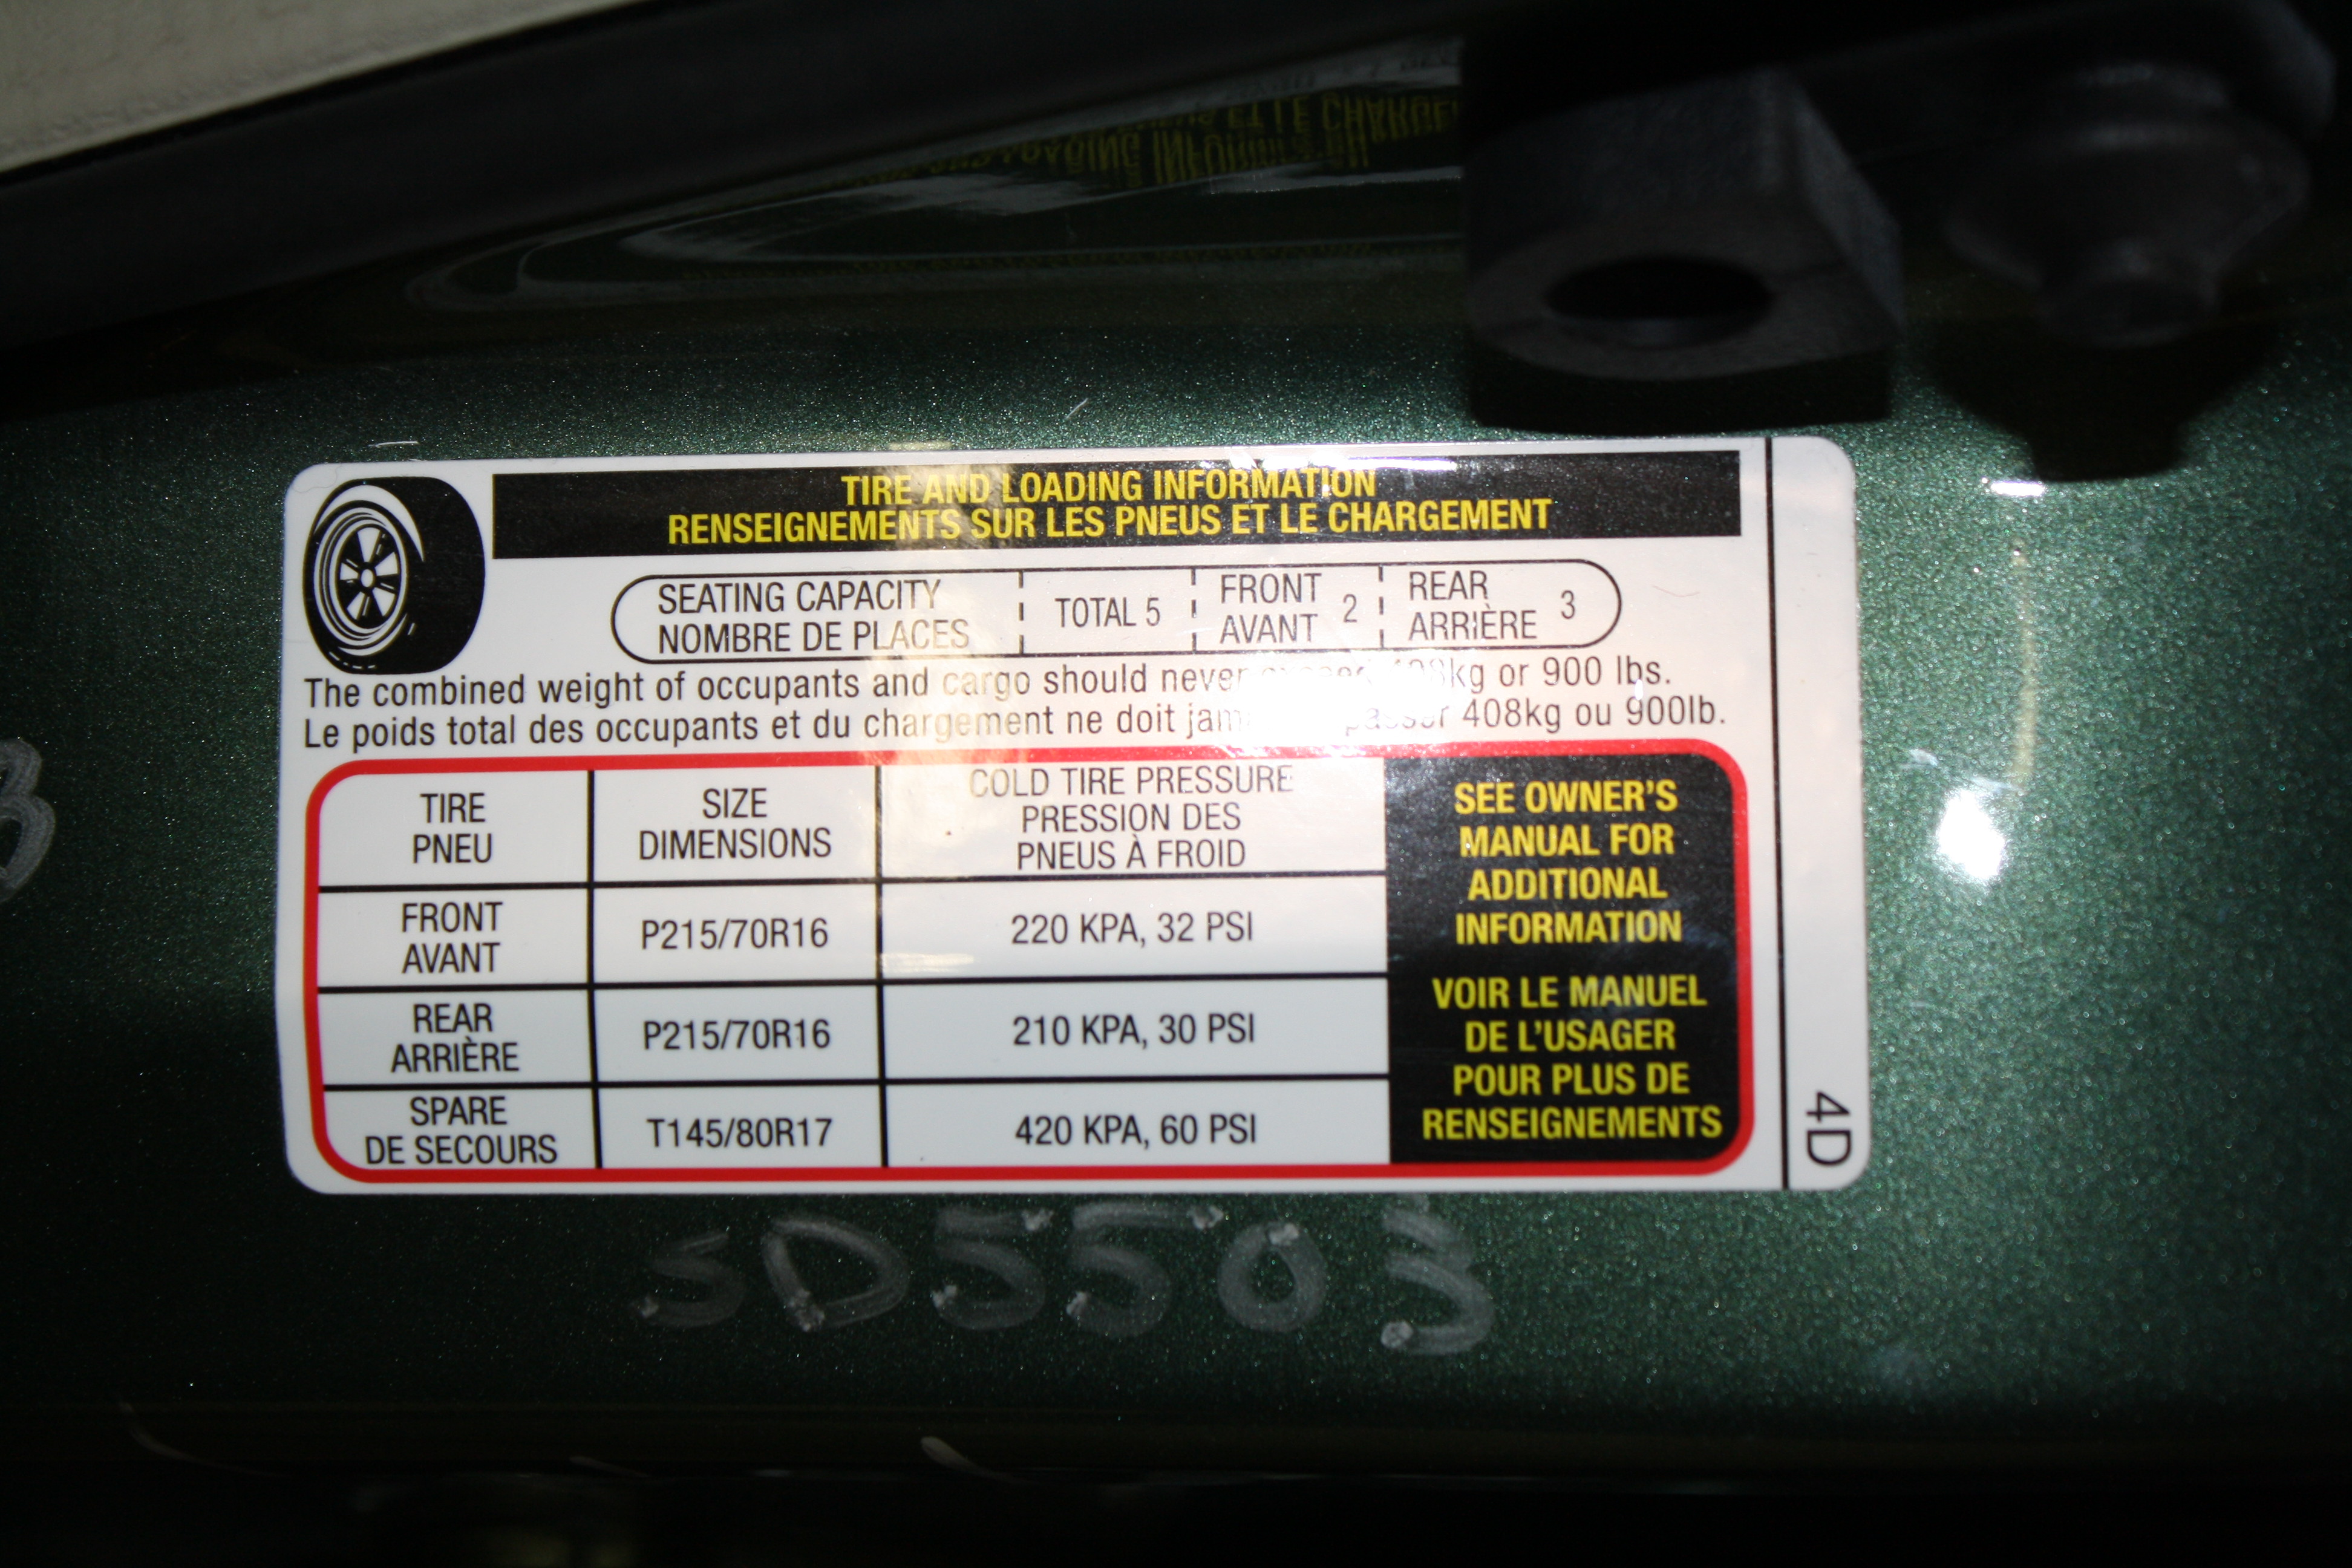 TIRE AND LOADING INFORMATION
RENSEIGNEMENTS SUR LES PNEUS ET LE CHARGEMENT
SEATING CAPACITY
NOMBRE DE PLACES
TOTAL 5
FRONT
AVANT
2
REAR
ARRIÈRE
3
The combined weight of occupants and cargo should never kg or 900 lbs.
Le poids total des occupants et du chargement ne doit 408kg ou 900lb.
TIRE
PNEU
SIZE
DIMENSIONS
COLD TIRE PRESSURE
PRESSION DES
PNEUS À FROID
FRONT
AVANT
P215/70R16
220 KPA, 32 PSI
REAR
ARRIÈRE
P215/70R16
210 KPA, 30 PSI
SPARE
DE SECOURS
T145/80R17
420 KPA, 60 PSI
SEE OWNER'S
MANUAL FOR
ADDITIONAL
INFORMATION
VOIR LE MANUEL
DE L'USAGER
POUR PLUS DE
RENSEIGNEMENTS
4D
SD5503